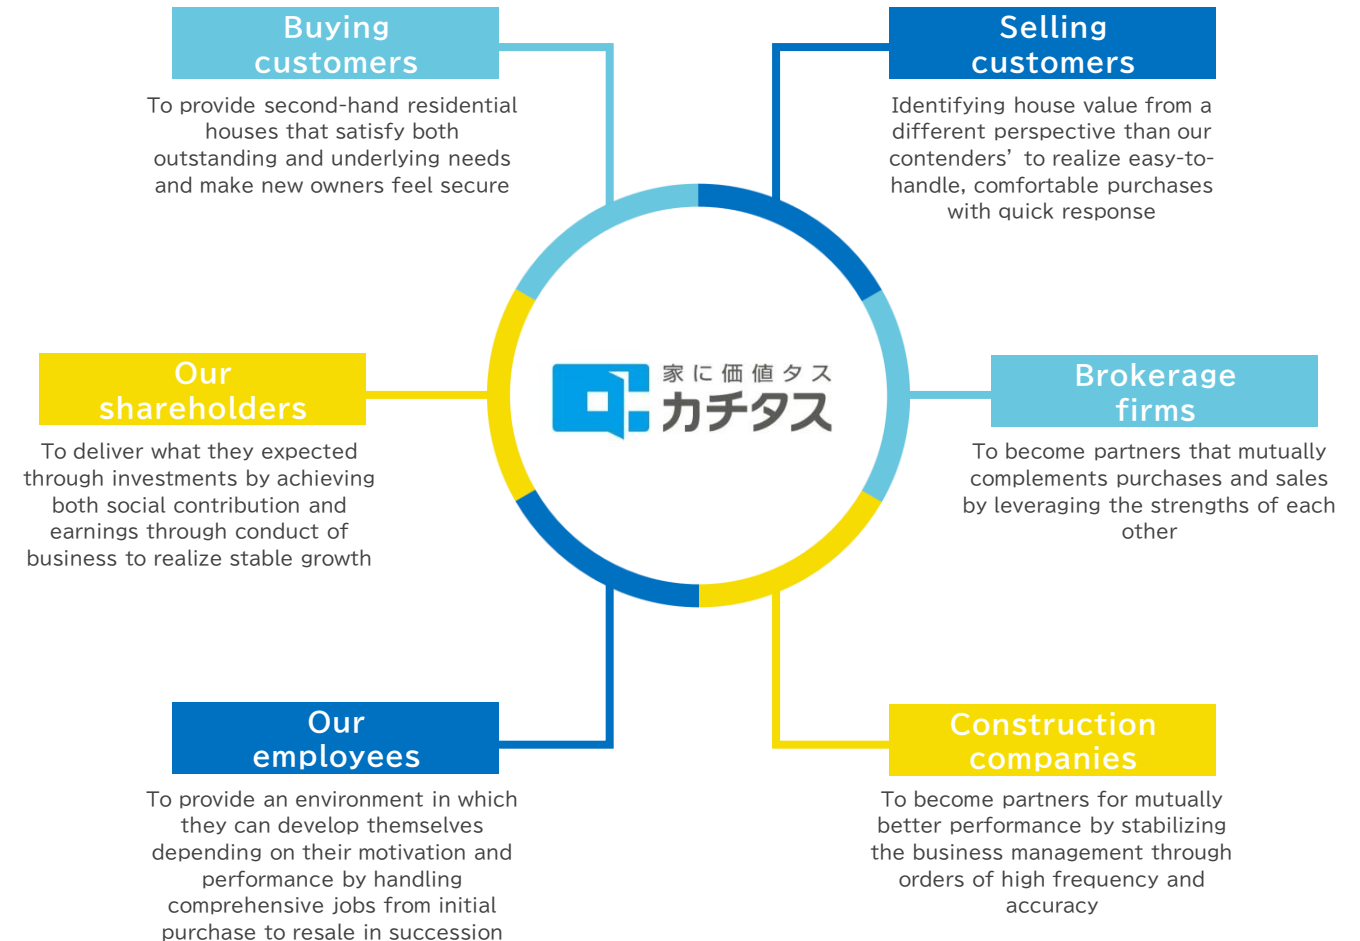 Buying
customers
To provide second-hand residential
houses that satisfy both
outstanding and underlying needs
and make new owners feel secure
Selling
customers
Identifying house value from a
different perspective than our
contenders’ to realize easy-to-
handle, comfortable purchases
with quick response
家に価値タス
カチタス
Our
shareholders
To deliver what they expected
through investments by achieving
both social contribution and
earnings through conduct of
business to realize stable growth
Brokerage
firms
To become partners that mutually
complements purchases and sales
by leveraging the strengths of each
other
Our
employees
To provide an environment in which
they can develop themselves
depending on their motivation and
performance by handling
comprehensive jobs from initial
purchase to resale in succession
Construction
companies
To become partners for mutually
better performance by stabilizing
the business management through
orders of high frequency and
accuracy